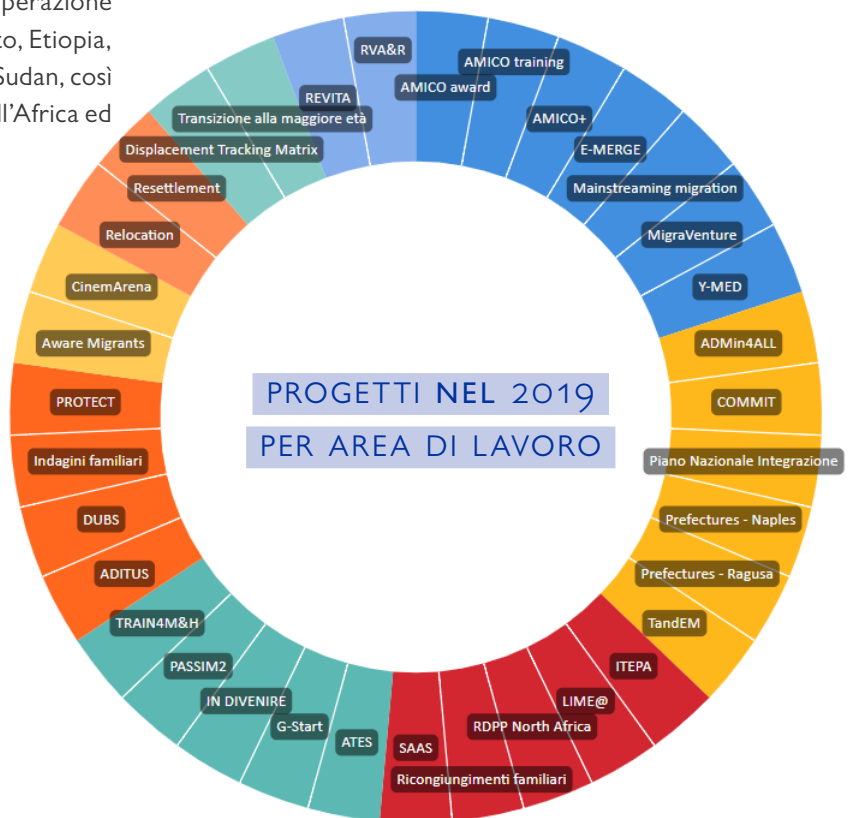 perazione
to, Etiopia,
Sudan, così
ll'Africa ed
RVA&R
AMICO training
AMICO award
REVITA
Transizione alla maggiore età
AMICO+
Displacement Tracking Matrix
E-MERGE
Resettlement
Mainstreaming migration
Relocation
MigraVenture
CinemArena
Y-MED
Aware Migrants
ADMin4ALL
PROGETTI NEL 2019
PER AREA DI LAVORO
PROTECT
COMMIT
Indagini familiari
Piano Nazionale Integrazione
DUBS
Prefectures - Naples
ADITUS
Prefectures - Ragusa
TRAIN4M&H
TandEM
PASSIM2
ITEPA
IN DIVENIRE
LIME@
G-Start
RDPP North Africa
ATES
SAAS
Ricongiungimenti familiari